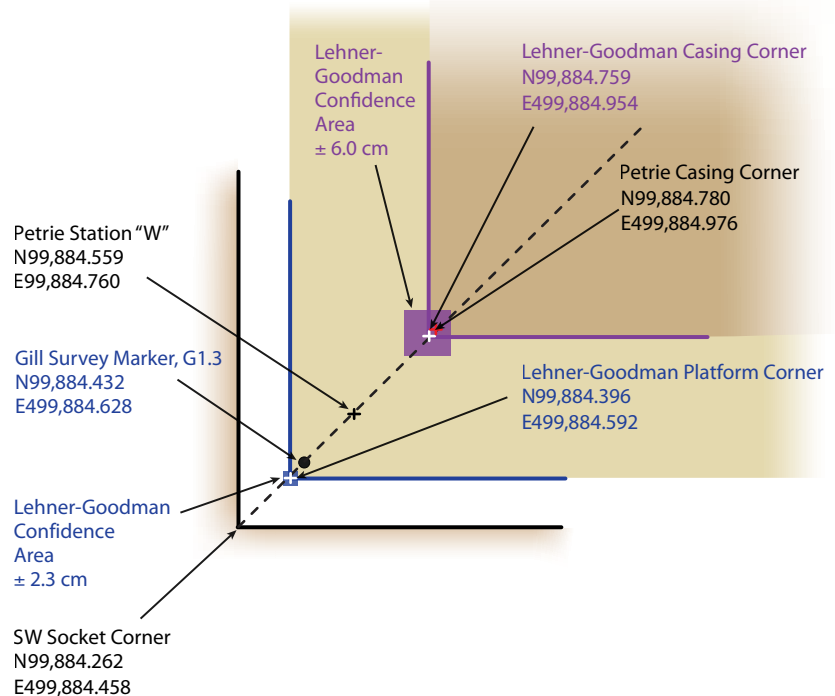 Lehner-
Goodman
Confidence
Area
± 6.0 cm
Lehner-Goodman Casing Corner
N99,884.759
E499,884.954
Petrie Casing Corner
N99,884.780
E499,884.976
Petrie Station “W”
N99,884.559
E99,884.760
Gill Survey Marker, G1.3
N99,884.432
E499,884.628
Lehner-Goodman Platform Corner
N99,884.396
E499,884.592
Lehner-Goodman
Confidence
Area
± 2.3 cm
SW Socket Corner
N99,884.262
E499,884.458